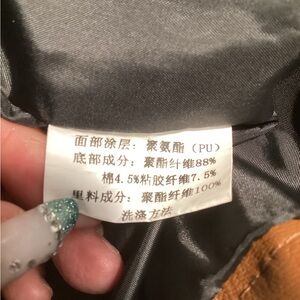 面部涂层：聚氨酯（PU）
底部成分：聚酯纤维88%
棉4.5%粘胶纤维7.5%
里料成分：聚酯纤维100%
洗涤方法